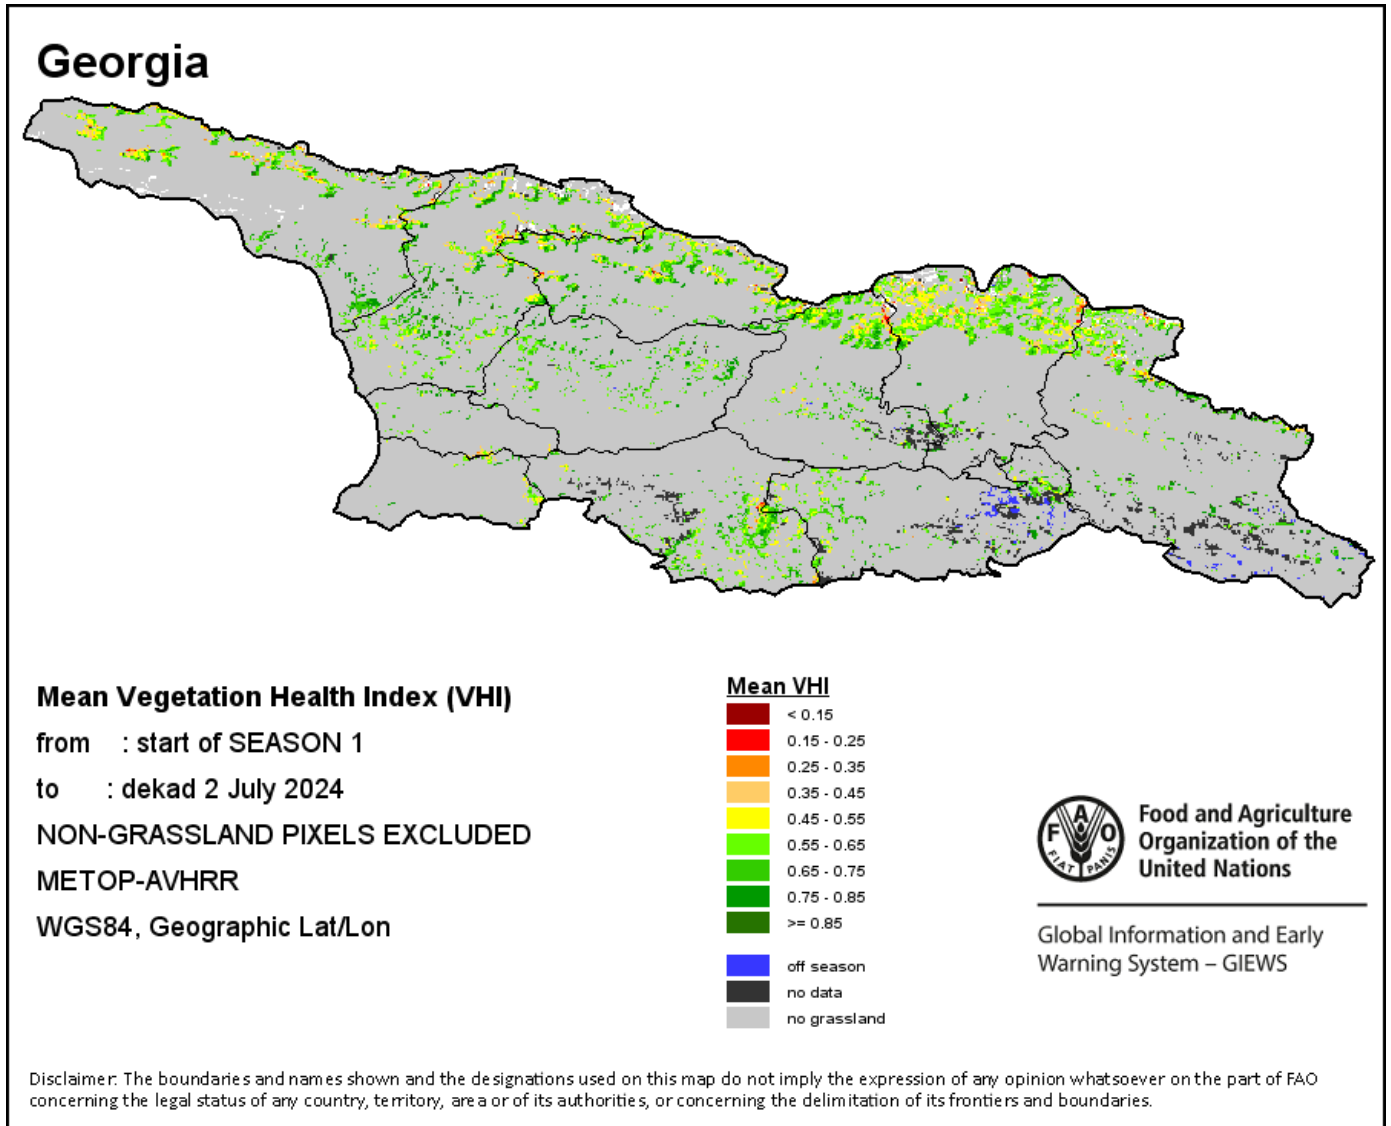 Georgia
Mean Vegetation Health Index (VHI)
from : start of SEASON 1
to : dekad 2 July 2024
NON-GRASSLAND PIXELS EXCLUDED
METOP-AVHRR
WGS84, Geographic Lat/Lon
Mean VHI
< 0.15
0.15 - 0.25
0.25 - 0.35
0.35 - 0.45
0.45 - 0.55
0.55 - 0.65
0.65 - 0.75
0.75 - 0.85
>= 0.85
off season
no data
no grassland
F A O
FIAT PANIS
Food and Agriculture
Organization of the
United Nations
Global Information and Early
Warning System – GIEWS
Disclaimer: The boundaries and names shown and the designations used on this map do not imply the expression of any opinion whatsoever on the part of FAO
concerning the legal status of any country, territory, area or of its authorities, or concerning the delimitation of its frontiers and boundaries.